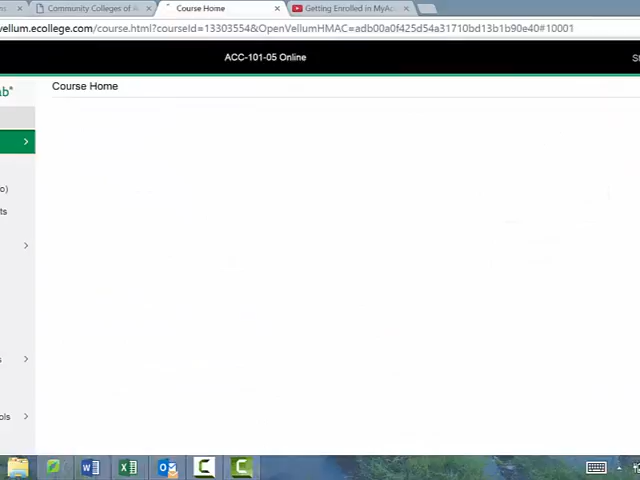 Community Colleges of
Course Home
Getting Enrolled in
vellum.ecollege.com/course.html?courseId=13303554&OpenVellumHMAC=adb00a0f425d54a31710bd13b1b90e40#10001
ACC-101-05 Online
Course Home